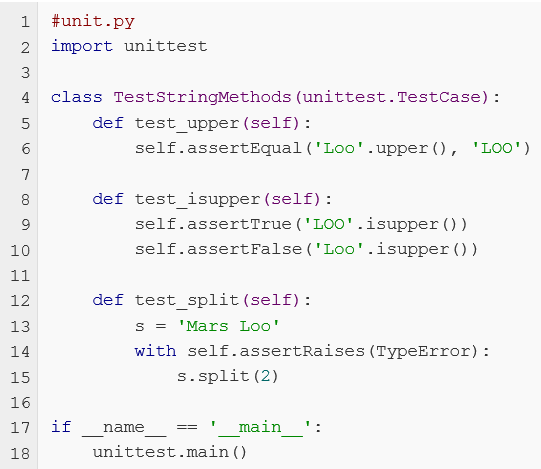 1 #unit.py
2 import unittest
3
4 class TestStringMethods(unittest.TestCase):
5     def test_upper(self):
6         self.assertEqual('Loo'.upper(), 'LOO')
7
8     def test_isupper(self):
9         self.assertTrue('LOO'.isupper())
10         self.assertFalse('Loo'.isupper())
11
12     def test_split(self):
13         s = 'Mars Loo'
14         with self.assertRaises(TypeError):
15             s.split(2)
16
17 if __name__ == '__main__':
18     unittest.main()